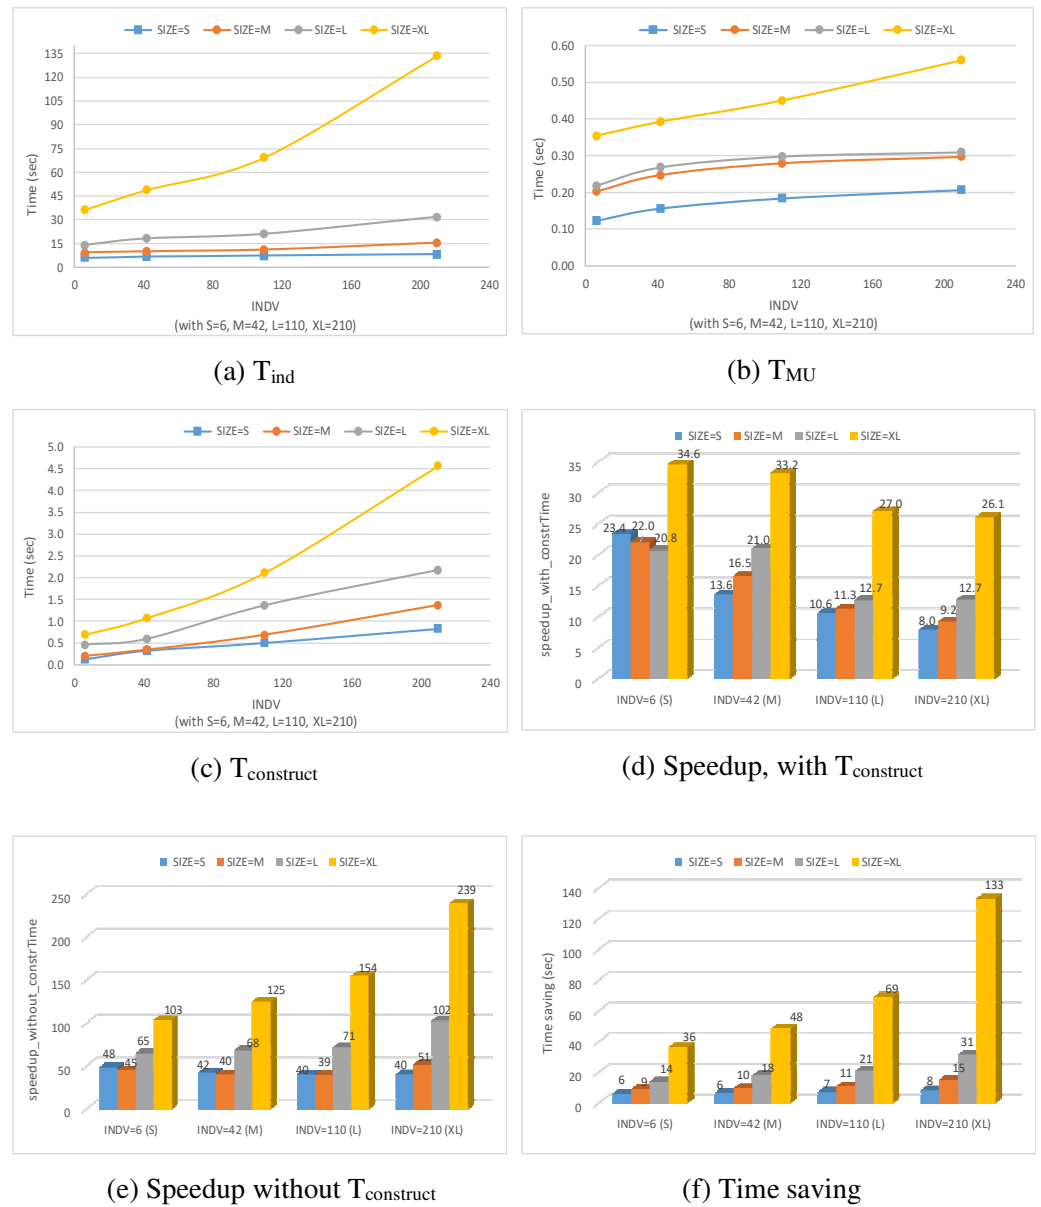 SIZE=S SIZE=M SIZE=L SIZE=XL
135
120
105
90
75
60
45
30
15
0
Time (sec)
0 40 80 120 160 200 240
INDV
(with S=6, M=42, L=110, XL=210)
(a) T_ind
SIZE=S SIZE=M SIZE=L SIZE=XL
0.60
0.50
0.40
0.30
0.20
0.10
0.00
Time (sec)
0 40 80 120 160 200 240
INDV
(with S=6, M=42, L=110, XL=210)
(b) T_MU
SIZE=S SIZE=M SIZE=L SIZE=XL
5.0
4.5
4.0
3.5
3.0
2.5
2.0
1.5
1.0
0.5
0.0
Time (sec)
0 40 80 120 160 200 240
INDV
(with S=6, M=42, L=110, XL=210)
(c) T_construct
SIZE=S SIZE=M SIZE=L SIZE=XL
35
30
25
20
15
10
5
0
speedup_with_constrTime
23.4 22.0 20.8 34.6
13.6 16.5 21.0 33.2
10.6 11.3 12.7 27.0
8.0 9.2 12.7 26.1
INDV=6 (S) INDV=42 (M) INDV=110 (L) INDV=210 (XL)
(d) Speedup, with T_construct
SIZE=S SIZE=M SIZE=L SIZE=XL
250
200
150
100
50
0
speedup_without_constrTime
48 45 65 103
42 40 68 125
40 39 71 154
40 51 102 239
INDV=6 (S) INDV=42 (M) INDV=110 (L) INDV=210 (XL)
(e) Speedup without T_construct
SIZE=S SIZE=M SIZE=L SIZE=XL
140
120
100
80
60
40
20
0
Time saving (sec)
6 9 14 36
6 10 18 48
7 11 21 69
8 15 31 133
INDV=6 (S) INDV=42 (M) INDV=110 (L) INDV=210 (XL)
(f) Time saving